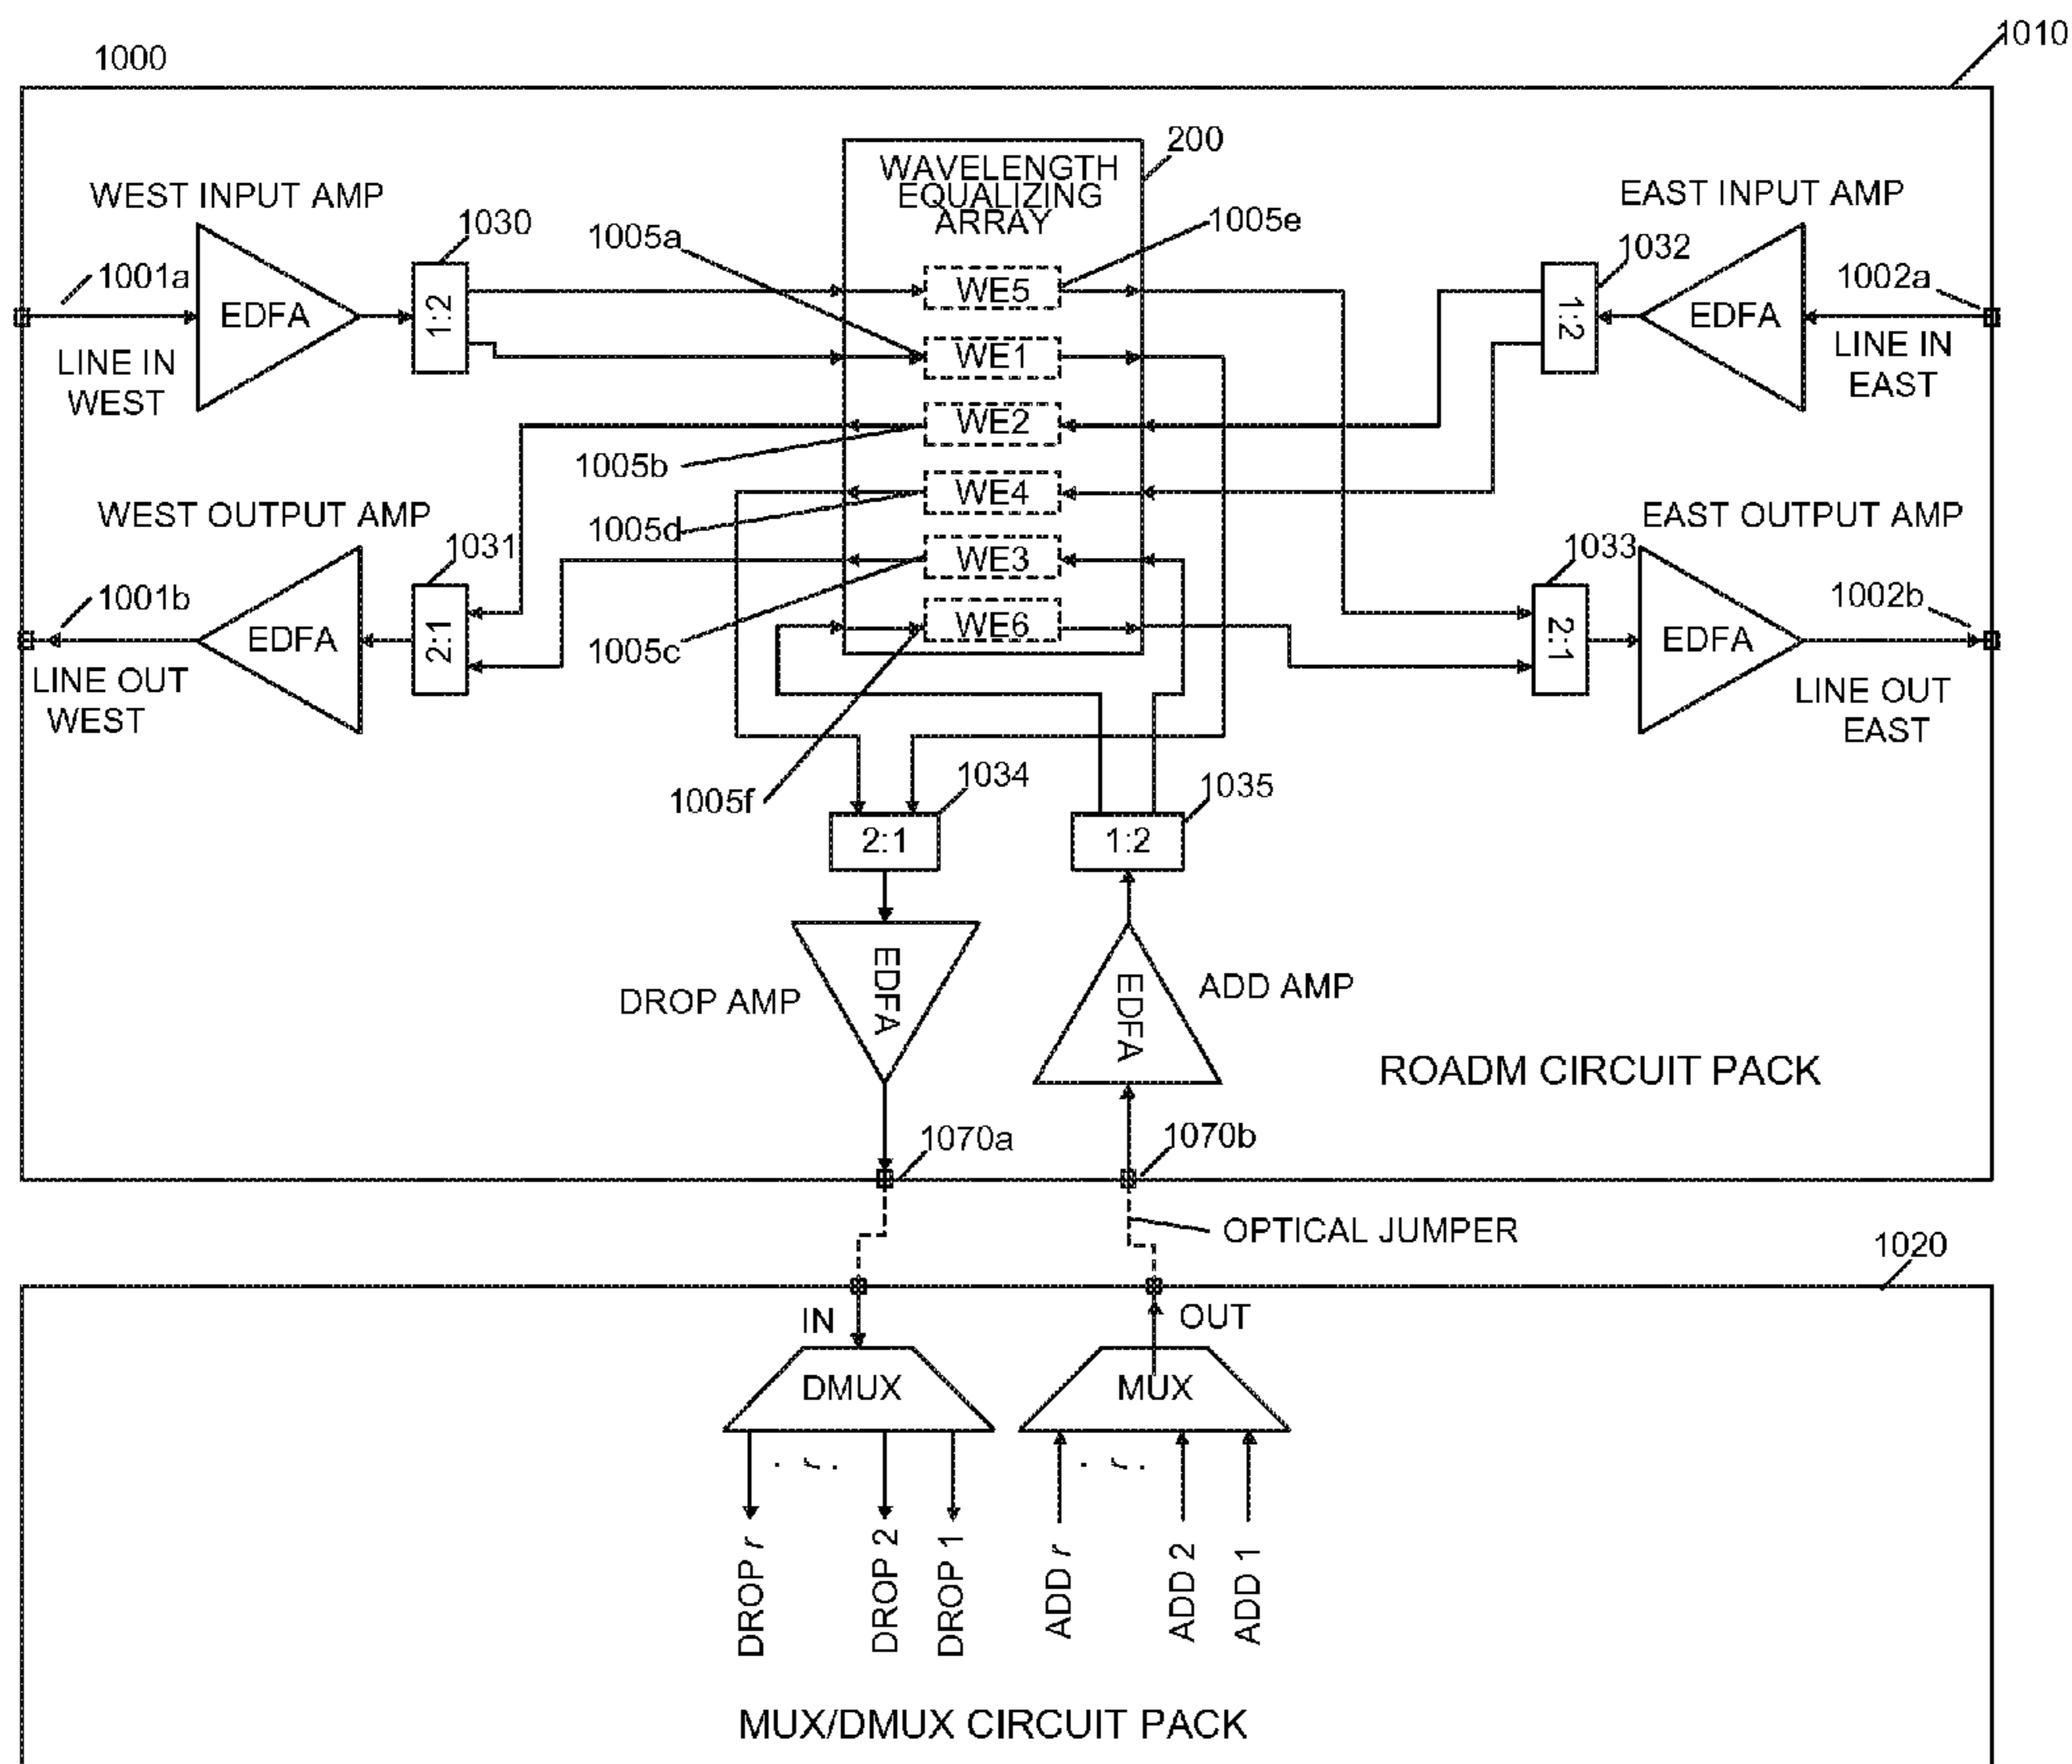 1000
1010
200
WAVELENGTH
EQUALIZING
ARRAY
WEST INPUT AMP
1030
1005a
1005e
EAST INPUT AMP
1032
1001a
EDFA
1:2
WE5
1:2
EDFA
1002a
LINE IN
WEST
WE1
LINE IN
EAST
WE2
1005b
WE4
WEST OUTPUT AMP
1005d
EAST OUTPUT AMP
1031
WE3
1033
1001b
EDFA
2:1
1005c
WE6
2:1
EDFA
1002b
LINE OUT
WEST
LINE OUT
EAST
1005f
1034
1035
2:1
1:2
DROP AMP
EDFA
EDFA
ADD AMP
ROADM CIRCUIT PACK
1070a
1070b
OPTICAL JUMPER
1020
IN
OUT
DMUX
MUX
. r .
. r .
DROP r
DROP 2
DROP 1
ADD r
ADD 2
ADD 1
MUX/DMUX CIRCUIT PACK